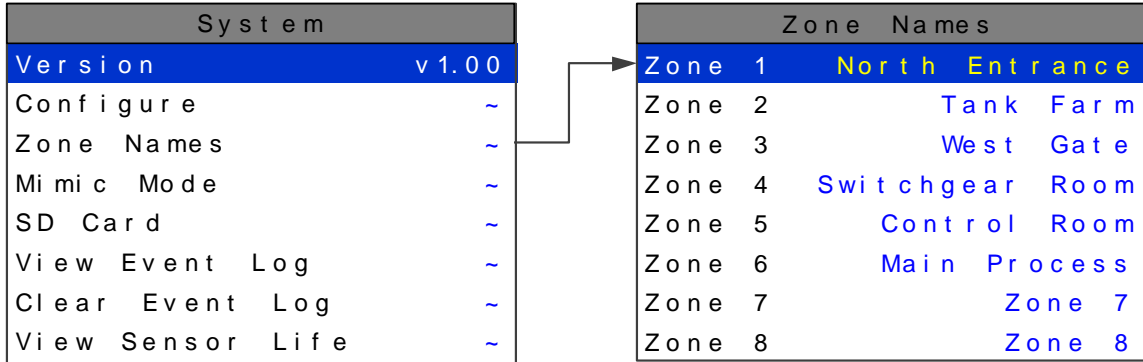 System
Version v1.00
Configure ~
Zone Names ~
Mimic Mode ~
SD Card ~
View Event Log ~
Clear Event Log ~
View Sensor Life ~
Zone Names
Zone 1 North Entrance
Zone 2 Tank Farm
Zone 3 West Gate
Zone 4 Switchgear Room
Zone 5 Control Room
Zone 6 Main Process
Zone 7 Zone 7
Zone 8 Zone 8